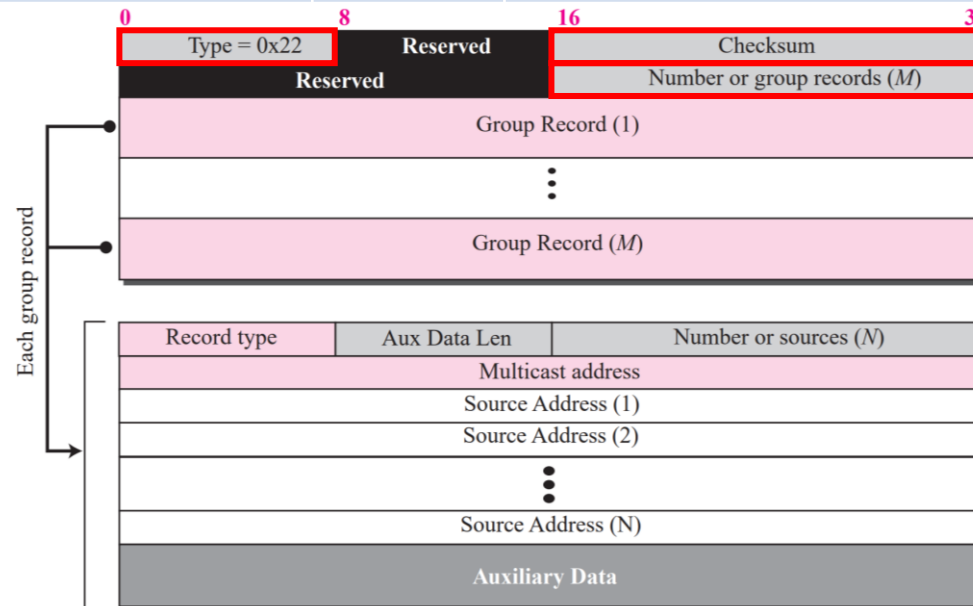 0 8 16 3
Type = 0x22 Reserved Checksum
Reserved Number or group records (M)
Group Record (1)
Group Record (M)
Each group record
Record type Aux Data Len Number or sources (N)
Multicast address
Source Address (1)
Source Address (2)
Source Address (N)
Auxiliary Data